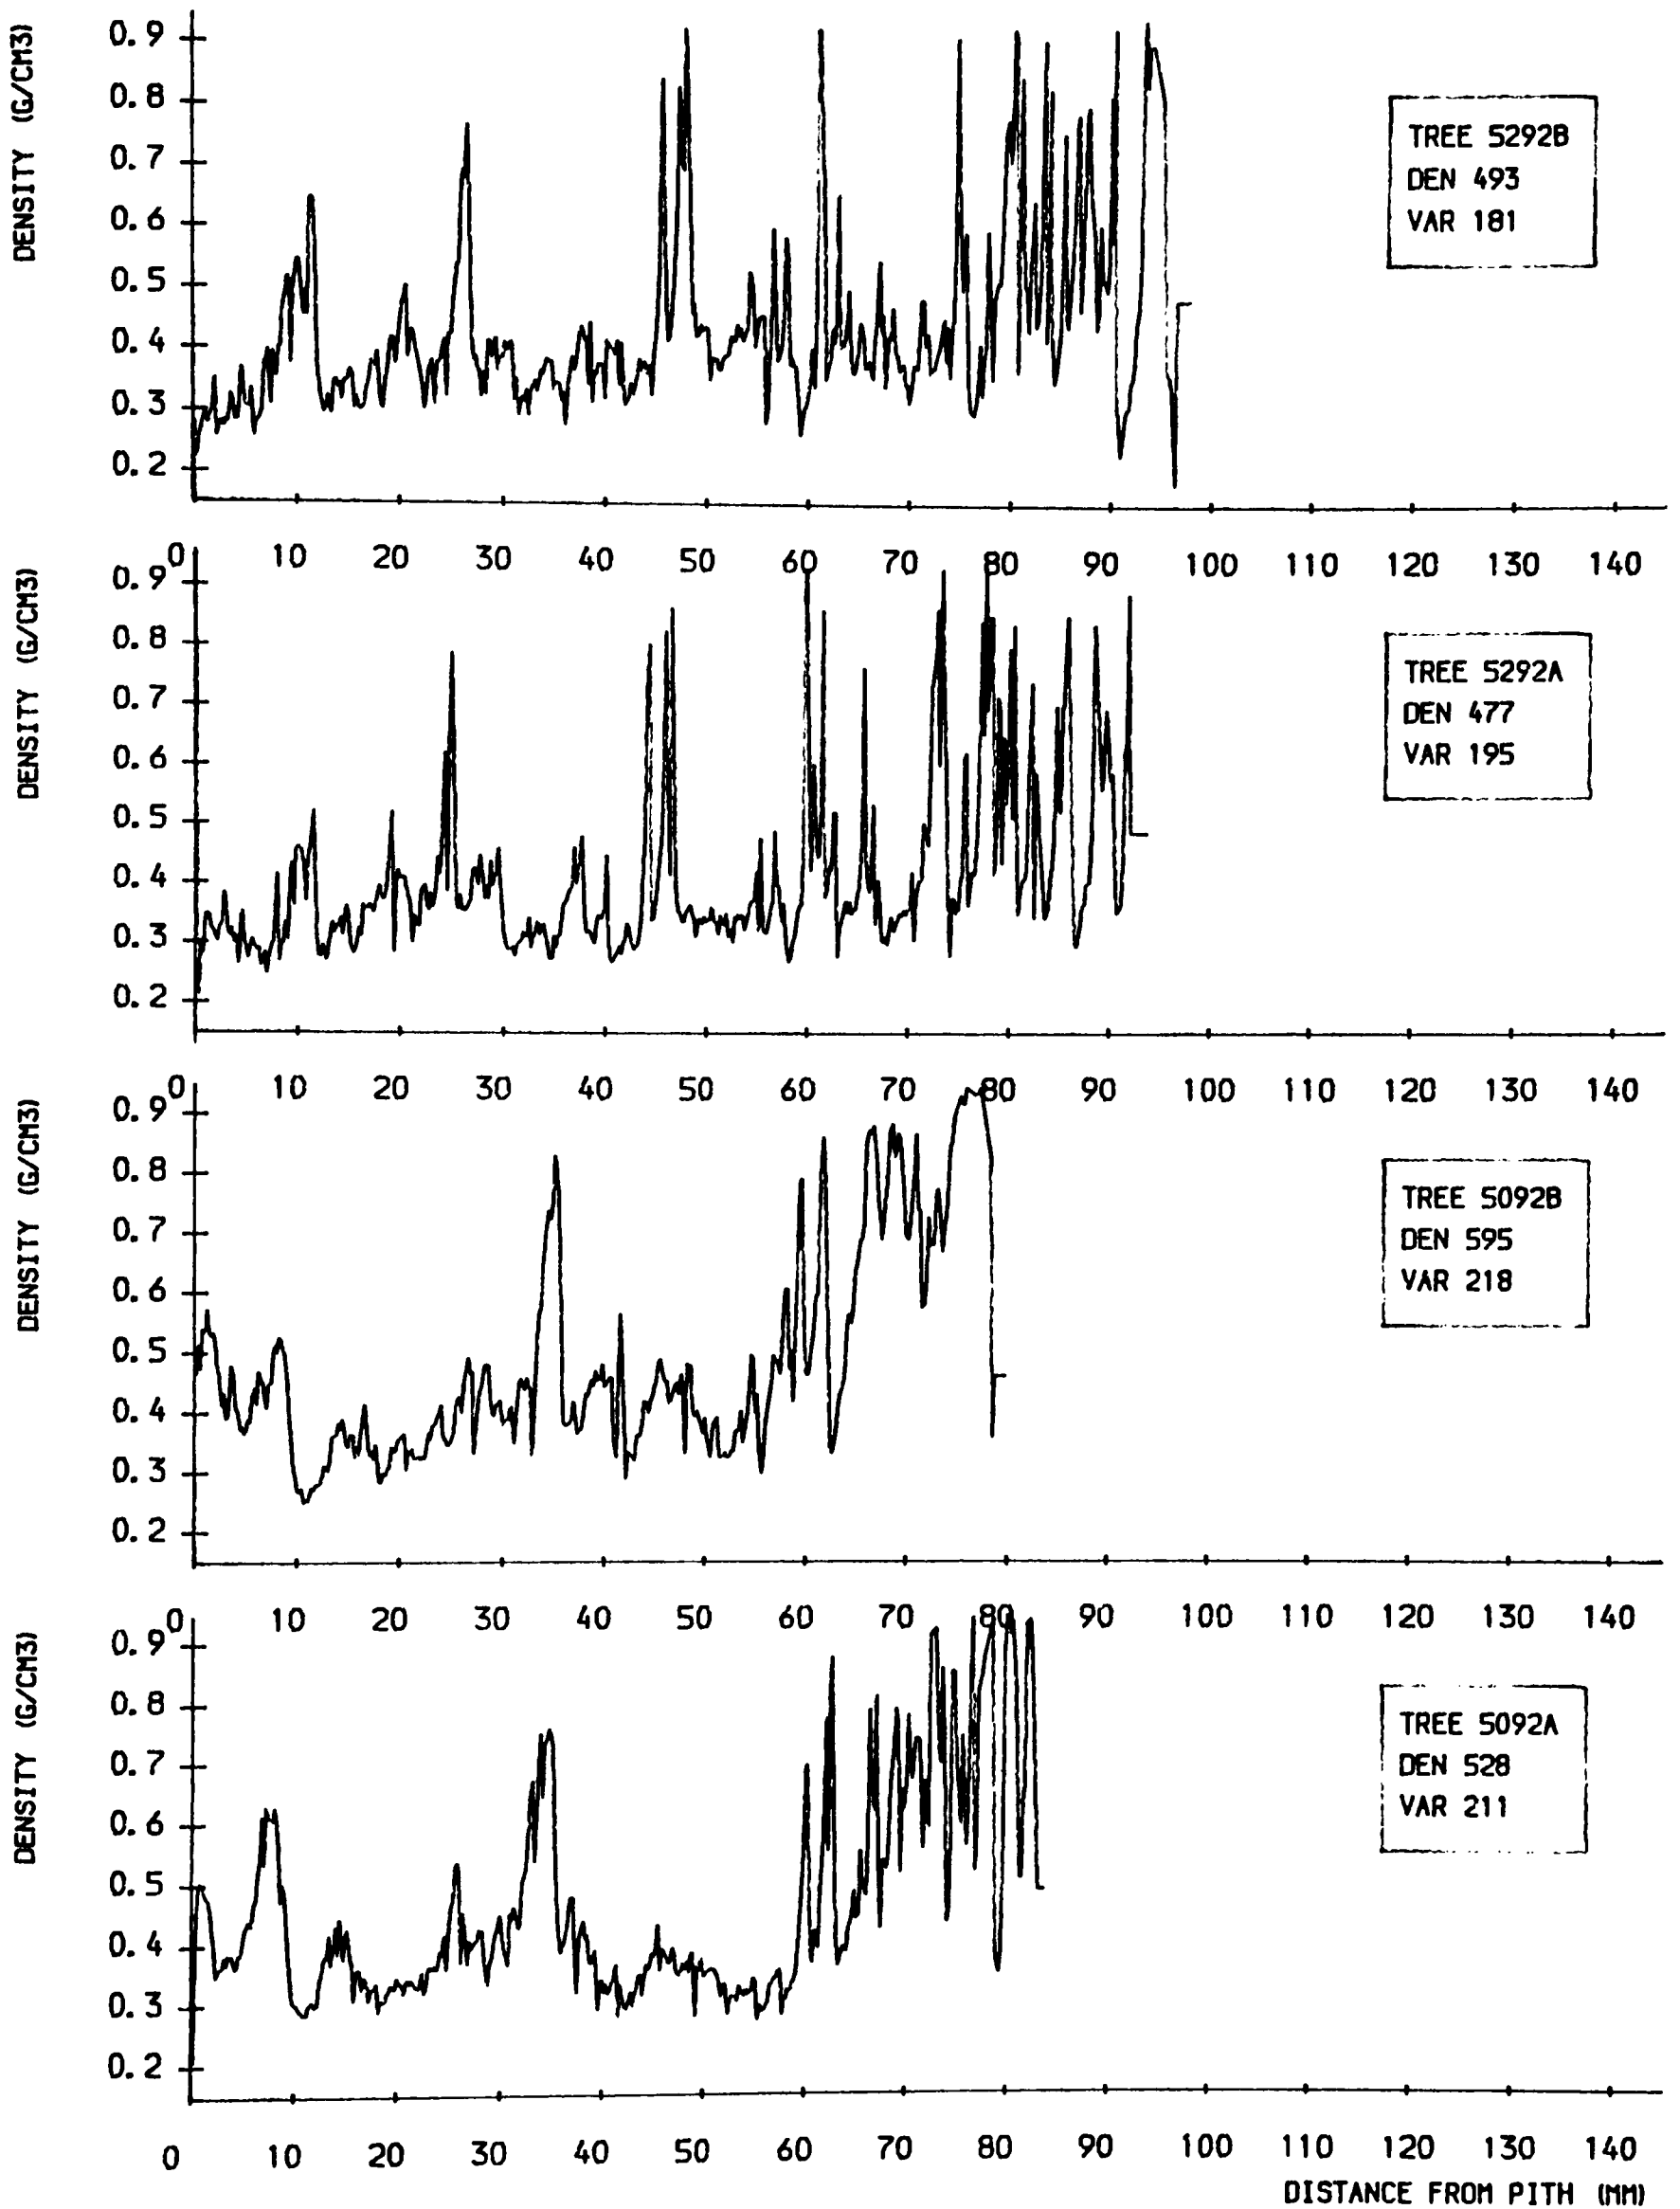 DENSITY (G/CM3)
0.9
0.8
0.7
0.6
0.5
0.4
0.3
0.2
TREE 5292B
DEN 493
VAR 181
0 10 20 30 40 50 60 70 80 90 100 110 120 130 140
DENSITY (G/CM3)
0.9
0.8
0.7
0.6
0.5
0.4
0.3
0.2
TREE 5292A
DEN 477
VAR 195
0 10 20 30 40 50 60 70 80 90 100 110 120 130 140
DENSITY (G/CM3)
0.9
0.8
0.7
0.6
0.5
0.4
0.3
0.2
TREE 5092B
DEN 595
VAR 218
0 10 20 30 40 50 60 70 80 90 100 110 120 130 140
DENSITY (G/CM3)
0.9
0.8
0.7
0.6
0.5
0.4
0.3
0.2
TREE 5092A
DEN 528
VAR 211
0 10 20 30 40 50 60 70 80 90 100 110 120 130 140
DISTANCE FROM PITH (MM)